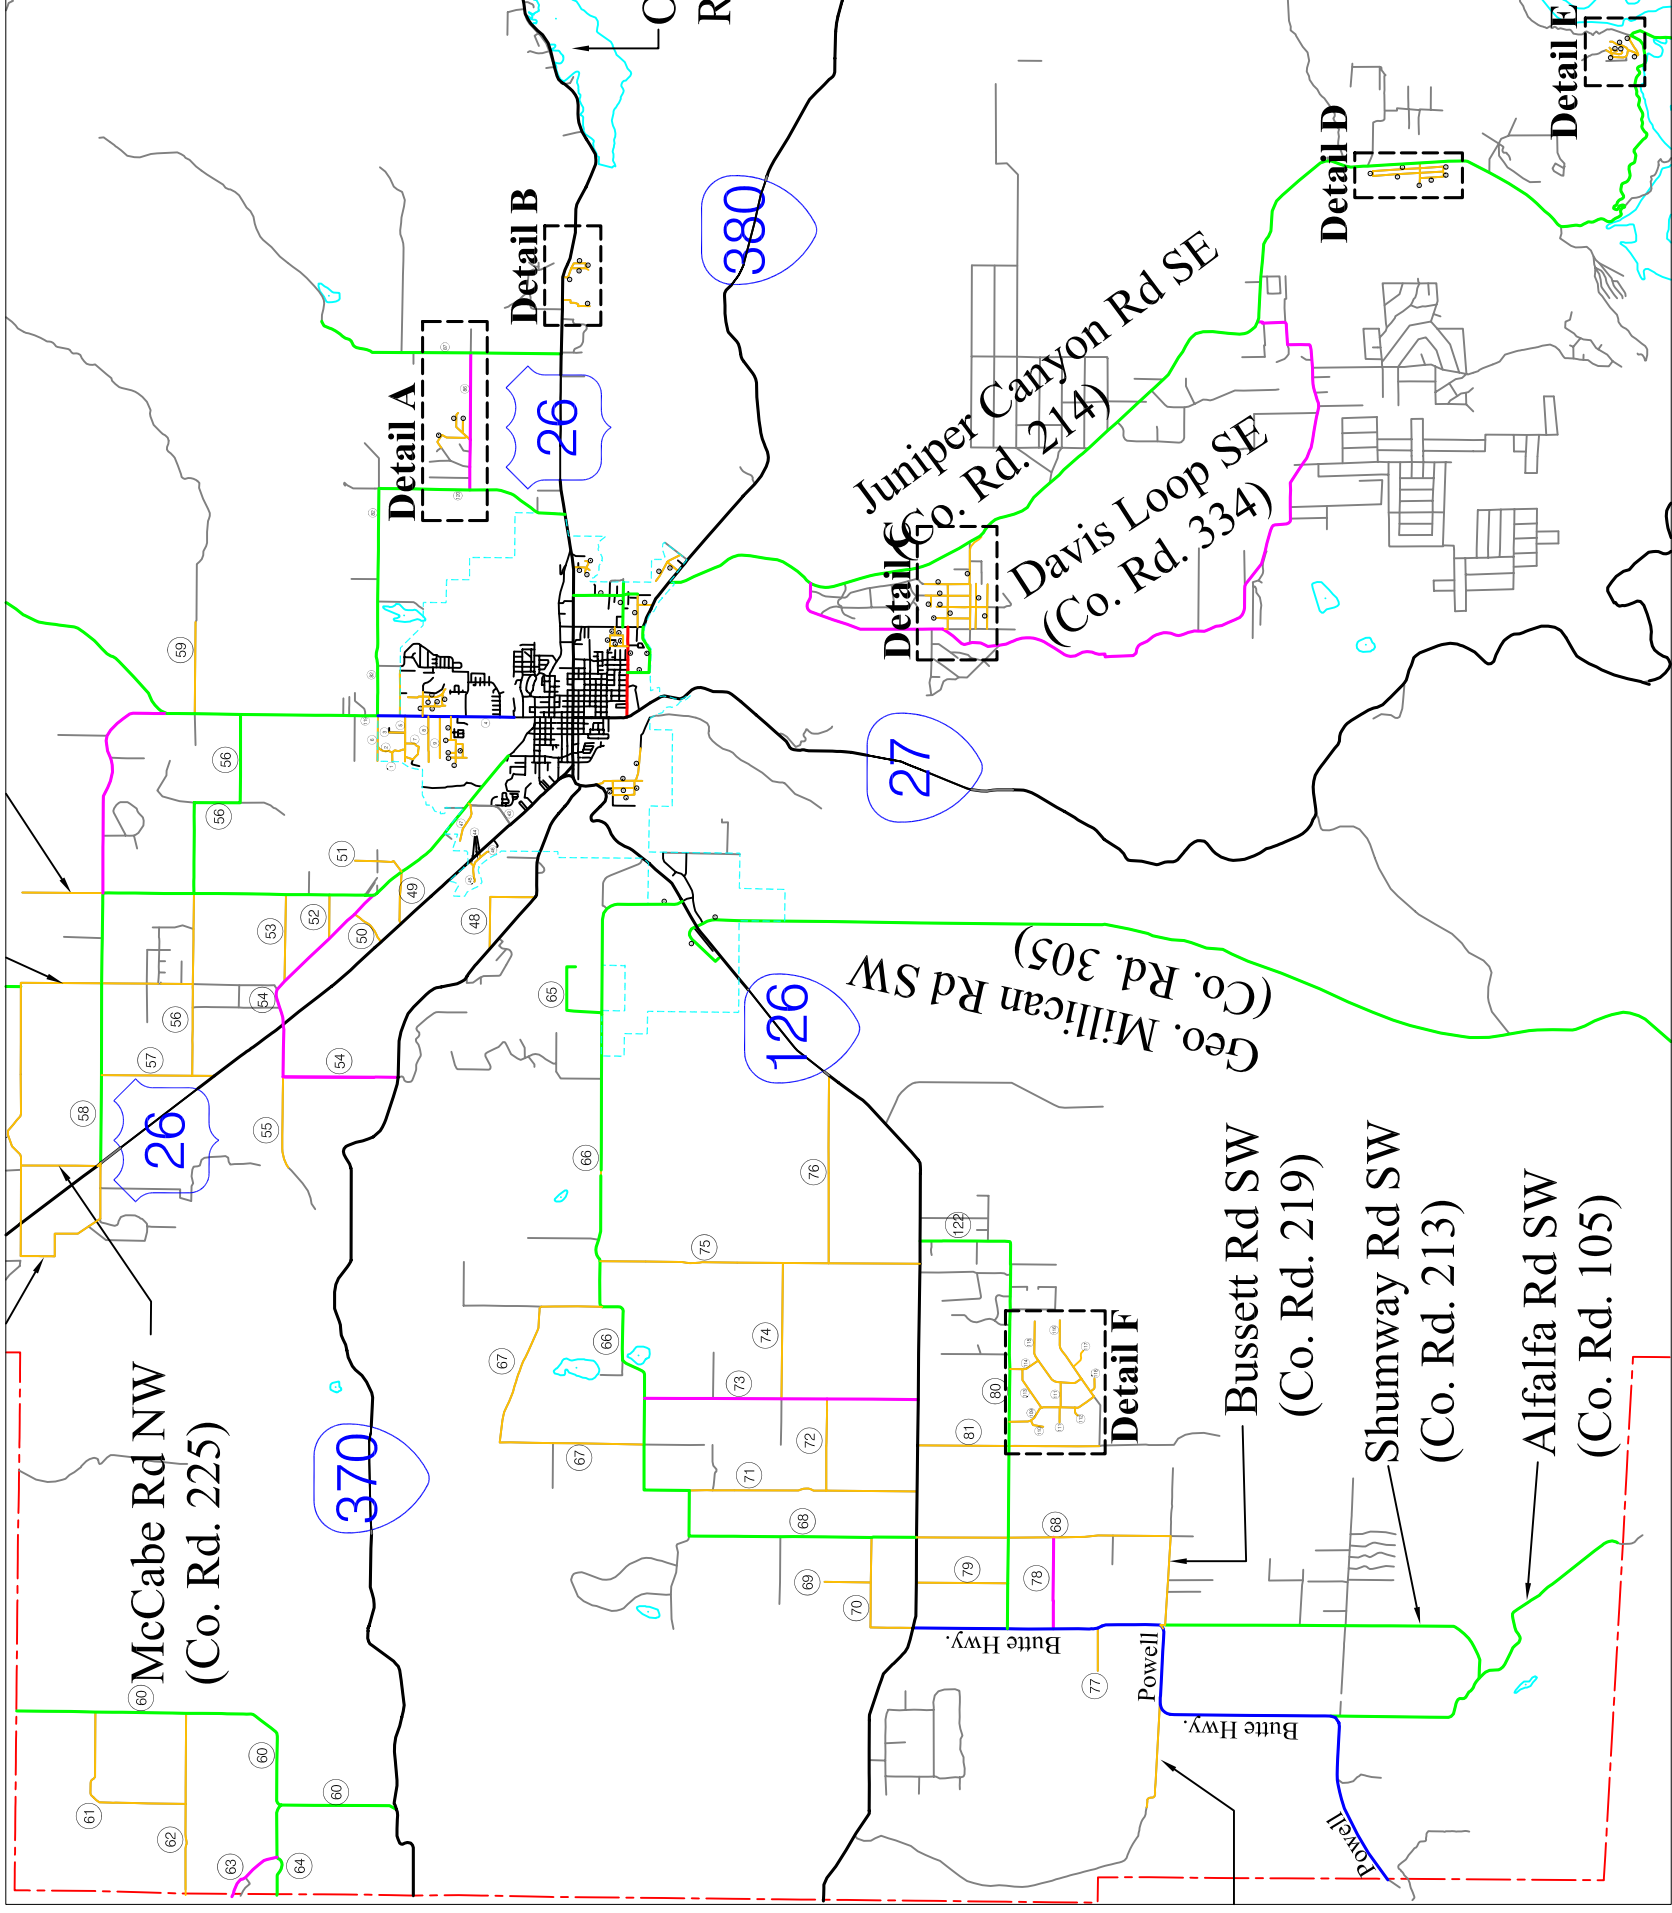 McCabe Rd NW
(Co. Rd. 225)
26
370
26
Detail A
Detail B
380
Juniper Canyon Rd SE
(Co. Rd. 214)
Davis Loop SE
(Co. Rd. 334)
Detail C
Detail D
Detail E
27
126
Geo. Millican Rd SW
(Co. Rd. 305)
Bussett Rd SW
(Co. Rd. 219)
Shumway Rd SW
(Co. Rd. 213)
Alfalfa Rd SW
(Co. Rd. 105)
Detail F
Butte Hwy.
Powell
Butte Hwy.
Powell
C
R
59
56
56
51
49
52
50
53
48
54
56
57
54
58
55
65
66
76
75
122
74
66
67
73
80
67
72
81
71
68
68
69
79
78
70
77
60
60
60
61
62
63
64